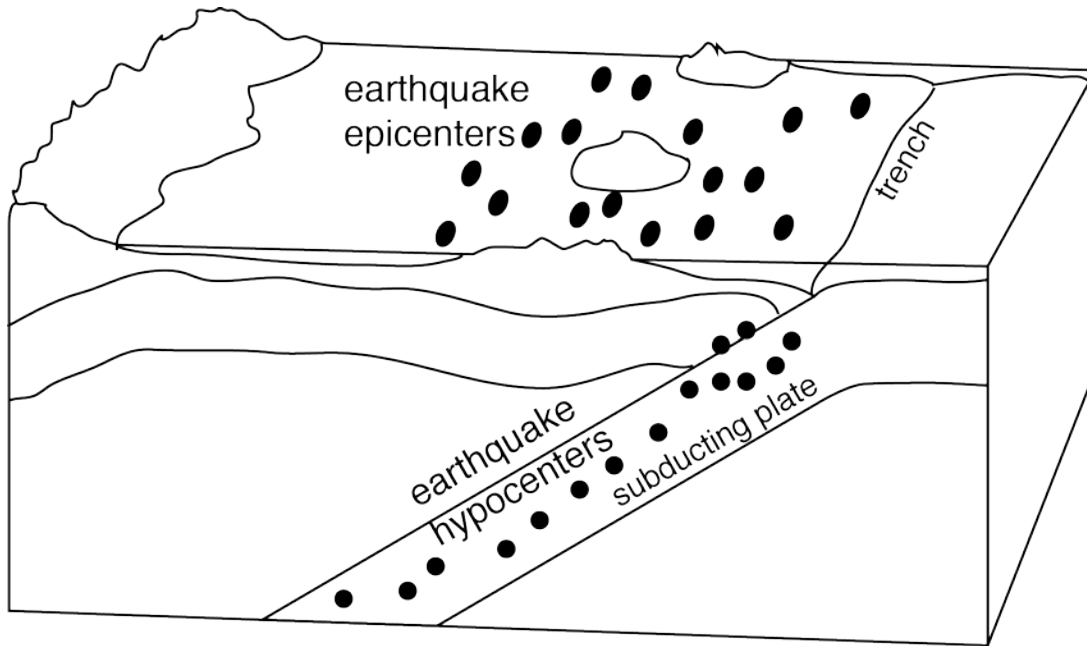 earthquake
epicenters
trench
earthquake
hypocenters
subducting plate